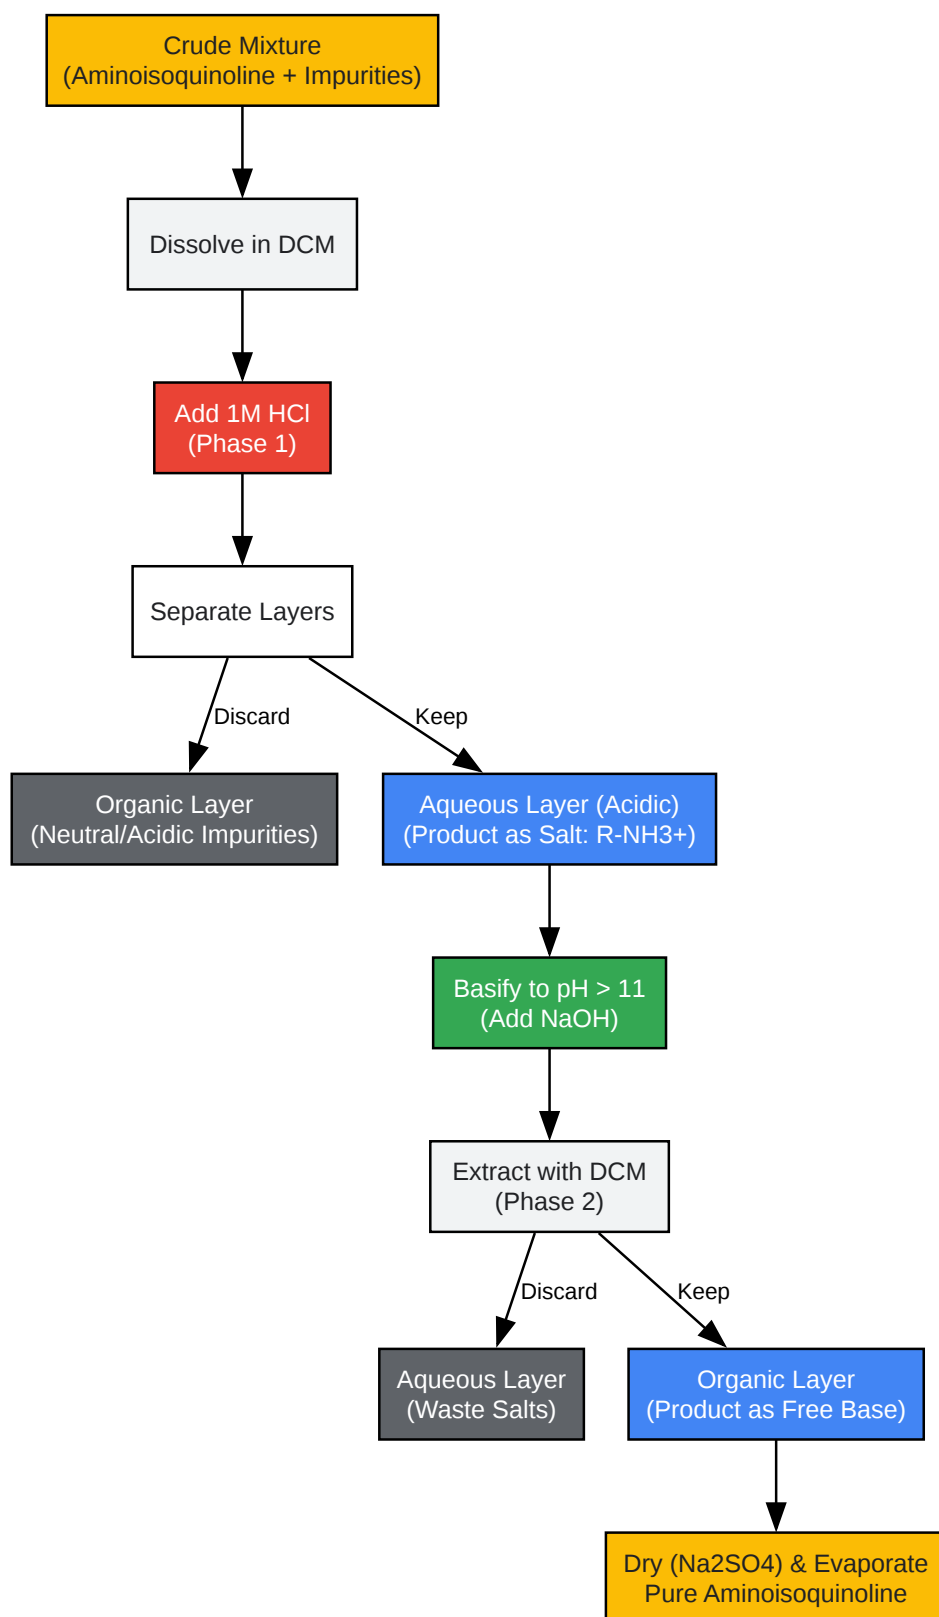 Crude Mixture
(Aminoisoquinoline + Impurities)
Dissolve in DCM
Add 1M HCl
(Phase 1)
Separate Layers
Discard
Keep
Organic Layer
(Neutral/Acidic Impurities)
Aqueous Layer (Acidic)
(Product as Salt: R-NH3+)
Basify to pH > 11
(Add NaOH)
Extract with DCM
(Phase 2)
Discard
Keep
Aqueous Layer
(Waste Salts)
Organic Layer
(Product as Free Base)
Dry (Na2SO4) & Evaporate
Pure Aminoisoquinoline